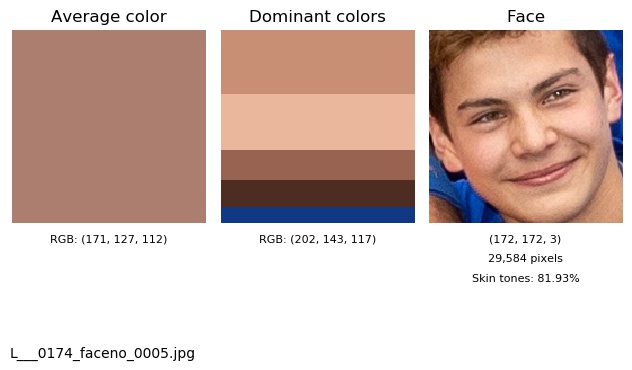 Average color
Dominant colors
Face
RGB: (171, 127, 112)
RGB: (202, 143, 117)
(172, 172, 3)
29,584 pixels
Skin tones: 81.93%
L___0174_faceno_0005.jpg